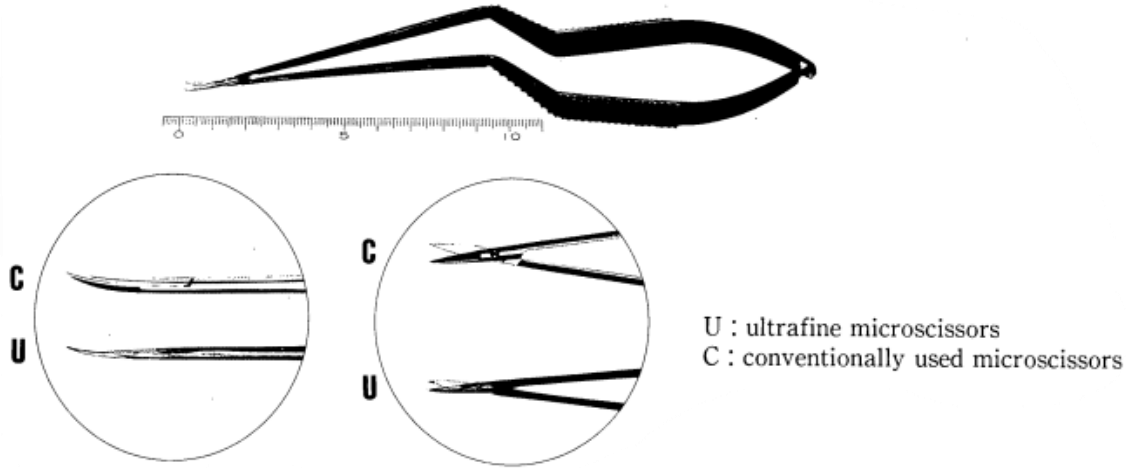 0 5 10
C
U
C
U
U : ultrafine microscissors
C : conventionally used microscissors